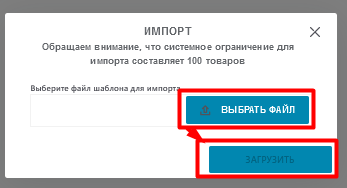 ИМПОРТ
Обращаем внимание, что системное ограничение для
импорта составляет 100 товаров
Выберите файл шаблона для импорта
ВЫБРАТЬ ФАЙЛ
ЗАГРУЗИТЬ